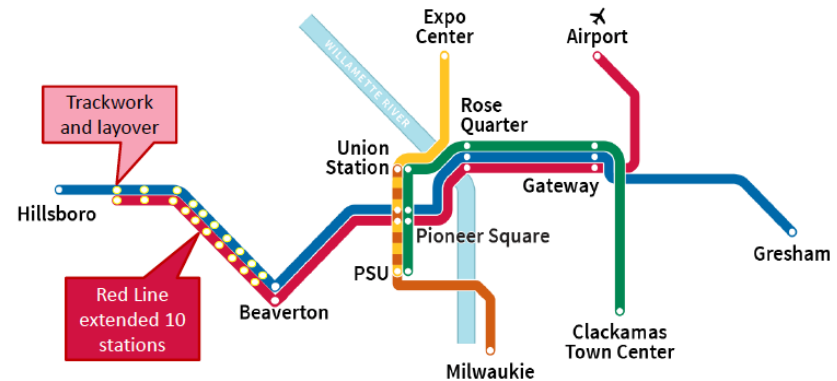 Expo
Center
Airport
WILLAMETTE RIVER
Trackwork
and layover
Rose
Quarter
Union
Station
Hillsboro
Gateway
Pioneer Square
Gresham
PSU
Red Line
extended 10
stations
Beaverton
Clackamas
Town Center
Milwaukie